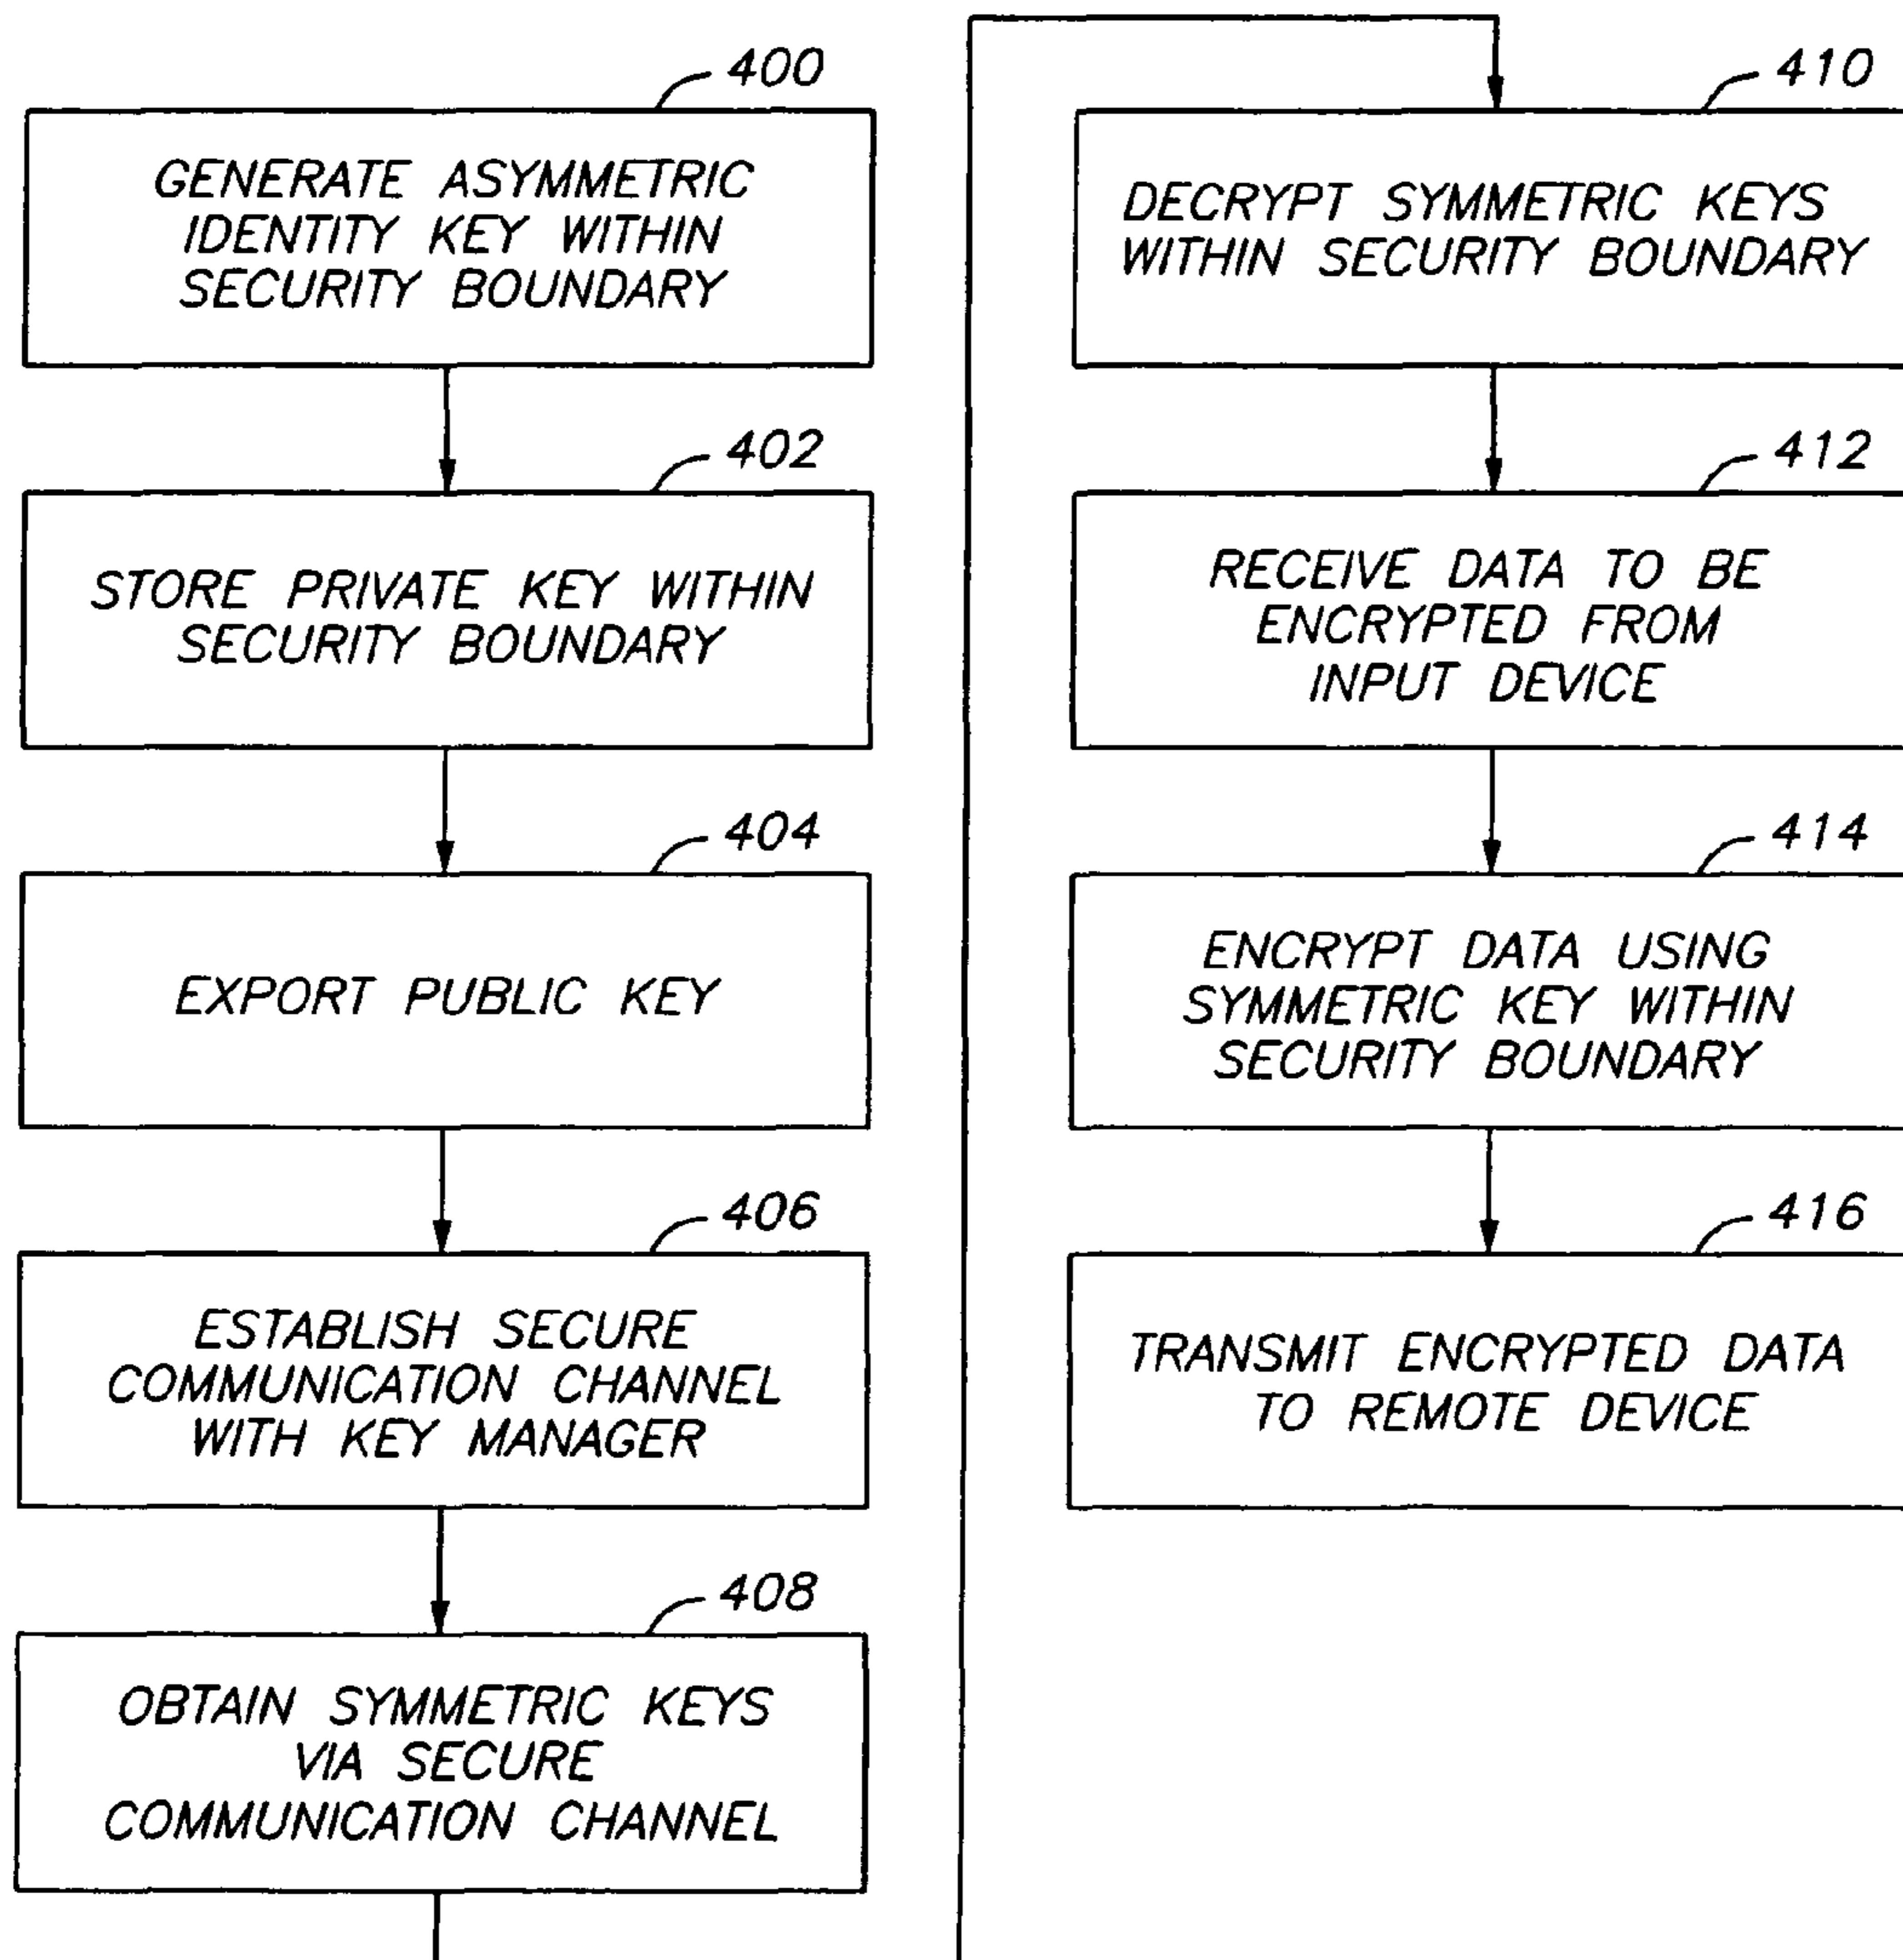 400
GENERATE ASYMMETRIC
IDENTITY KEY WITHIN
SECURITY BOUNDARY
402
STORE PRIVATE KEY WITHIN
SECURITY BOUNDARY
404
EXPORT PUBLIC KEY
406
ESTABLISH SECURE
COMMUNICATION CHANNEL
WITH KEY MANAGER
408
OBTAIN SYMMETRIC KEYS
VIA SECURE
COMMUNICATION CHANNEL
410
DECRYPT SYMMETRIC KEYS
WITHIN SECURITY BOUNDARY
412
RECEIVE DATA TO BE
ENCRYPTED FROM
INPUT DEVICE
414
ENCRYPT DATA USING
SYMMETRIC KEY WITHIN
SECURITY BOUNDARY
416
TRANSMIT ENCRYPTED DATA
TO REMOTE DEVICE